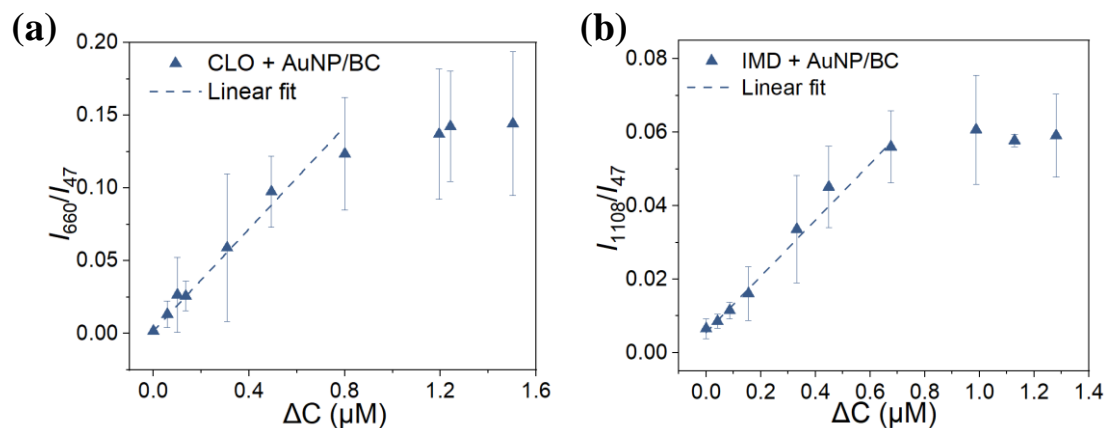 (a)
0.20
0.15
0.10
0.05
0.00
I660/I47
CLO + AuNP/BC
Linear fit
0.0 0.4 0.8 1.2 1.6
ΔC (µM)
(b)
0.08
0.06
0.04
0.02
0.00
I1108/I47
IMD + AuNP/BC
Linear fit
0.0 0.2 0.4 0.6 0.8 1.0 1.2 1.4
ΔC (µM)